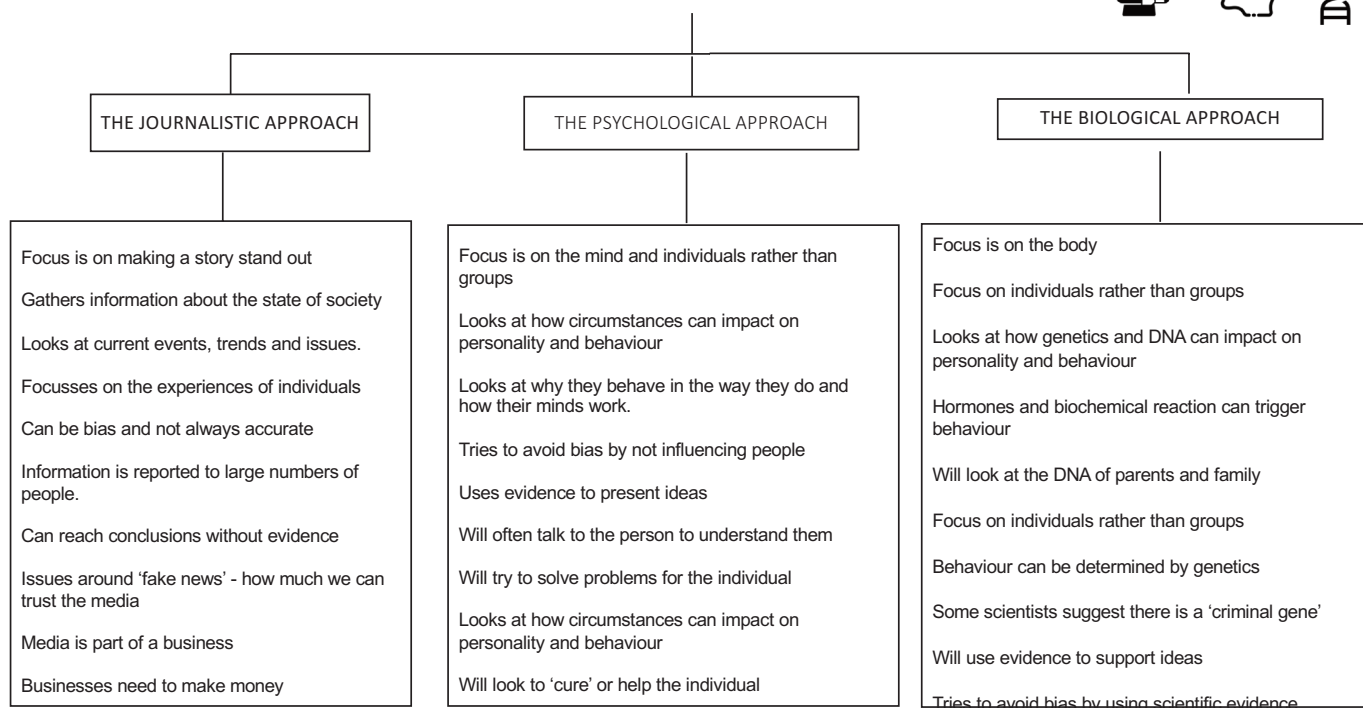 THE JOURNALISTIC APPROACH
Focus is on making a story stand out
Gathers information about the state of society
Looks at current events, trends and issues.
Focusses on the experiences of individuals
Can be bias and not always accurate
Information is reported to large numbers of
people.
Can reach conclusions without evidence
Issues around ‘fake news’ - how much we can
trust the media
Media is part of a business
Businesses need to make money
THE PSYCHOLOGICAL APPROACH
Focus is on the mind and individuals rather than
groups
Looks at how circumstances can impact on
personality and behaviour
Looks at why they behave in the way they do and
how their minds work.
Tries to avoid bias by not influencing people
Uses evidence to present ideas
Will often talk to the person to understand them
Will try to solve problems for the individual
Looks at how circumstances can impact on
personality and behaviour
Will look to ‘cure’ or help the individual
THE BIOLOGICAL APPROACH
Focus is on the body
Focus on individuals rather than groups
Looks at how genetics and DNA can impact on
personality and behaviour
Hormones and biochemical reaction can trigger
behaviour
Will look at the DNA of parents and family
Focus on individuals rather than groups
Behaviour can be determined by genetics
Some scientists suggest there is a ‘criminal gene’
Will use evidence to support ideas
Tries to avoid bias by using scientific evidence